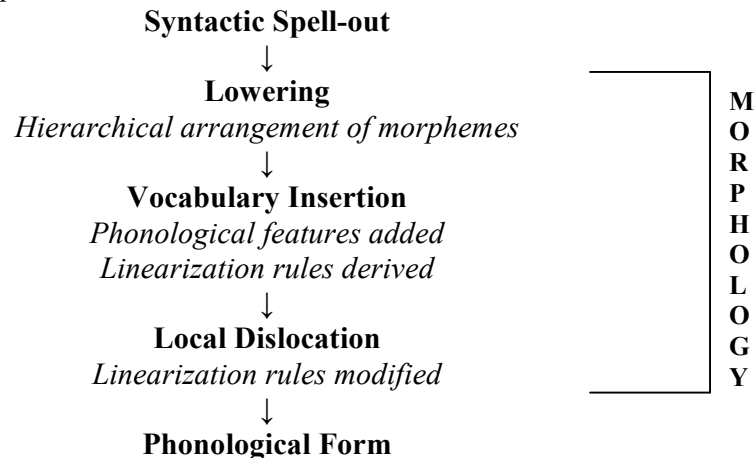 Syntactic Spell-out
↓
Lowering
Hierarchical arrangement of morphemes
↓
Vocabulary Insertion
Phonological features added
Linearization rules derived
↓
Local Dislocation
Linearization rules modified
↓
Phonological Form
M
O
R
P
H
O
L
O
G
Y